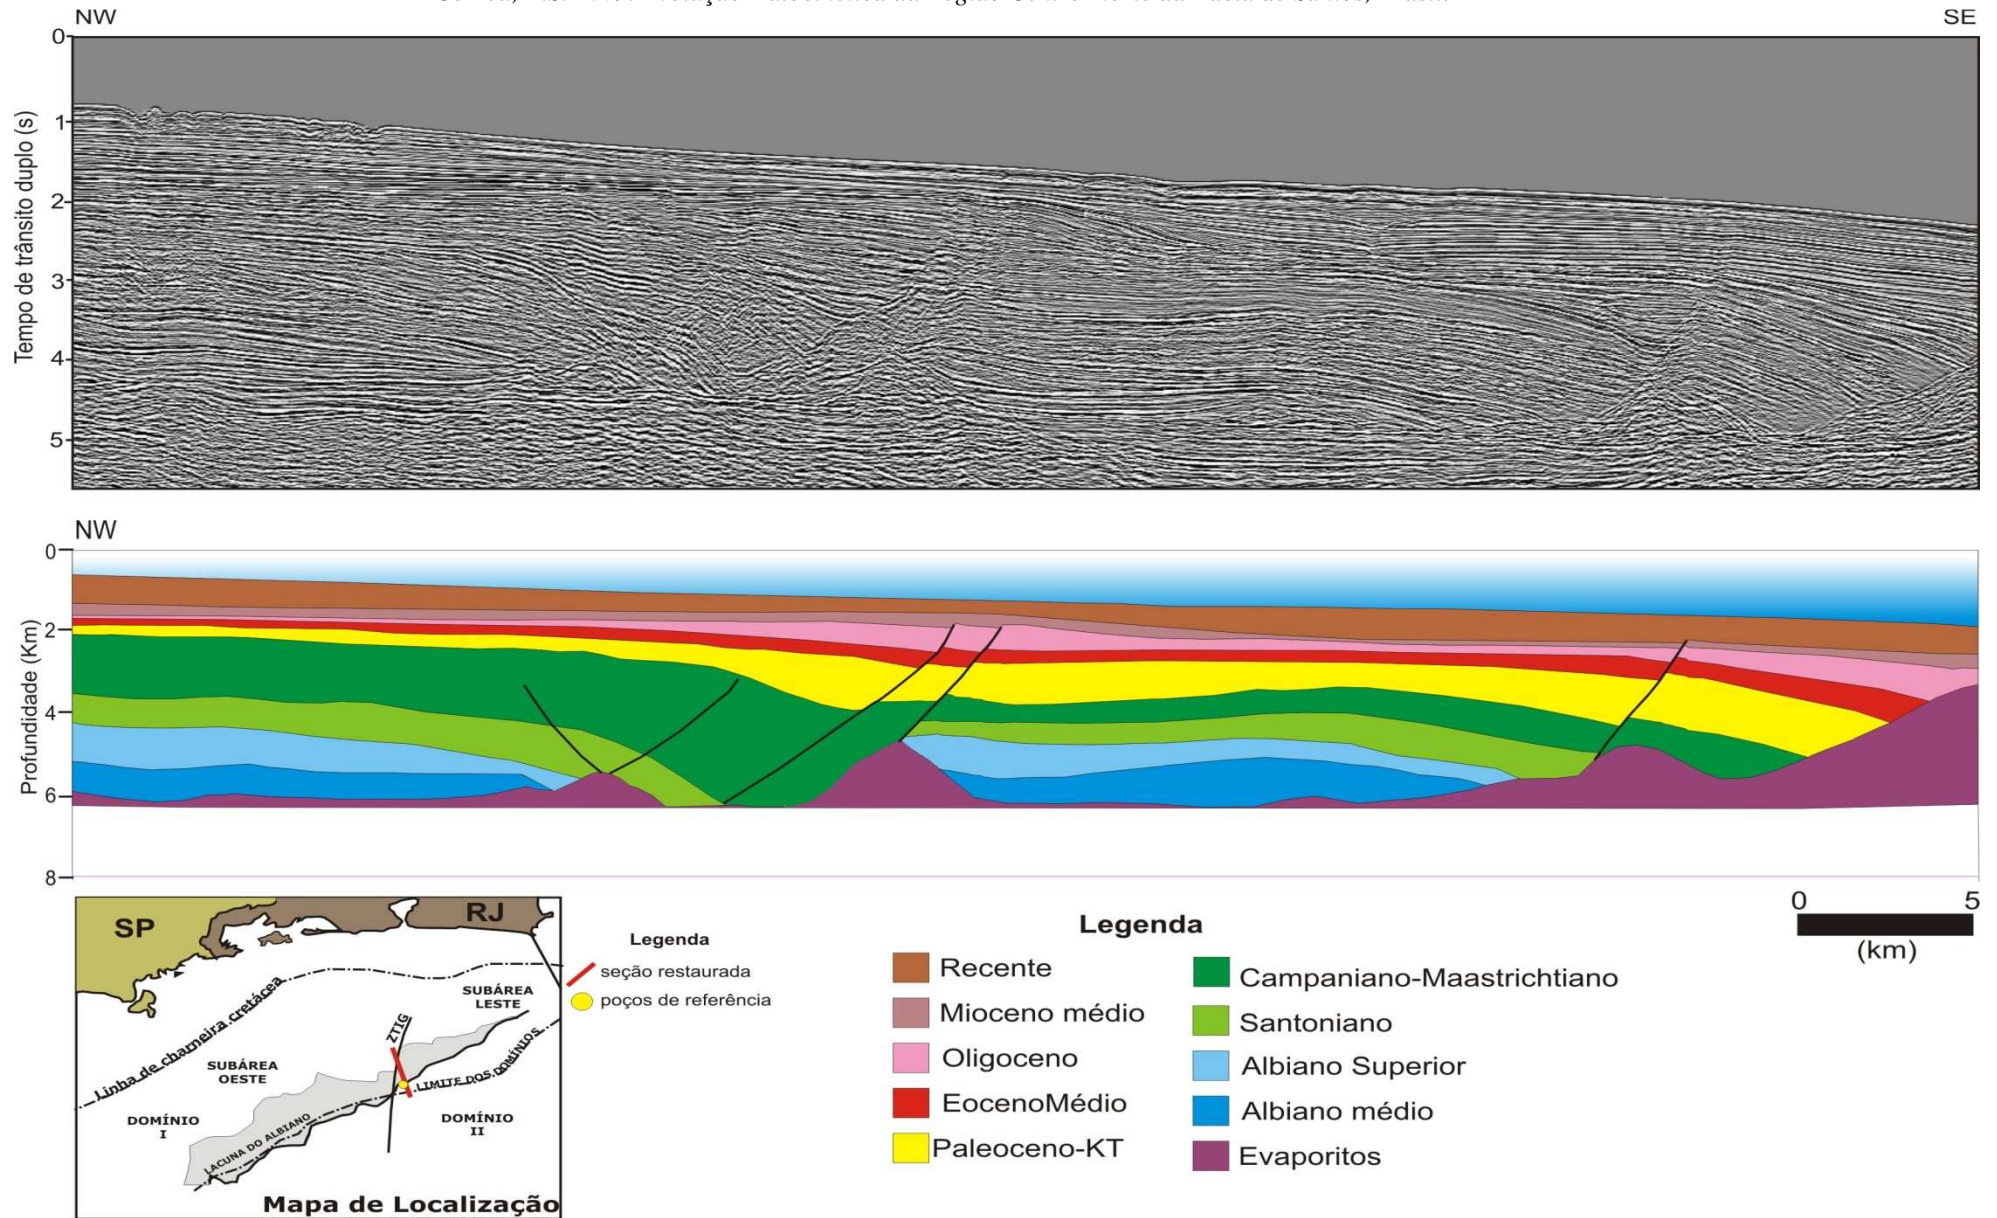 NW
SE
Tempo de trânsito duplo (s)
0
1
2
3
4
5
NW
Profundidade (Km)
0
2
4
6
8
SP
RJ
Linha de charneira cretácea
SUBÁREA
LESTE
ZTIG
SUBÁREA
OESTE
LIMITE DOS DOMÍNIOS
DOMÍNIO
I
DOMÍNIO
II
LACUNA DO ALBIANO
Mapa de Localização
Legenda
seção restaurada
poços de referência
Legenda
Recente
Mioceno médio
Oligoceno
EocenoMédio
Paleoceno-KT
Campaniano-Maastrichtiano
Santoniano
Albiano Superior
Albiano médio
Evaporitos
0 5
(km)